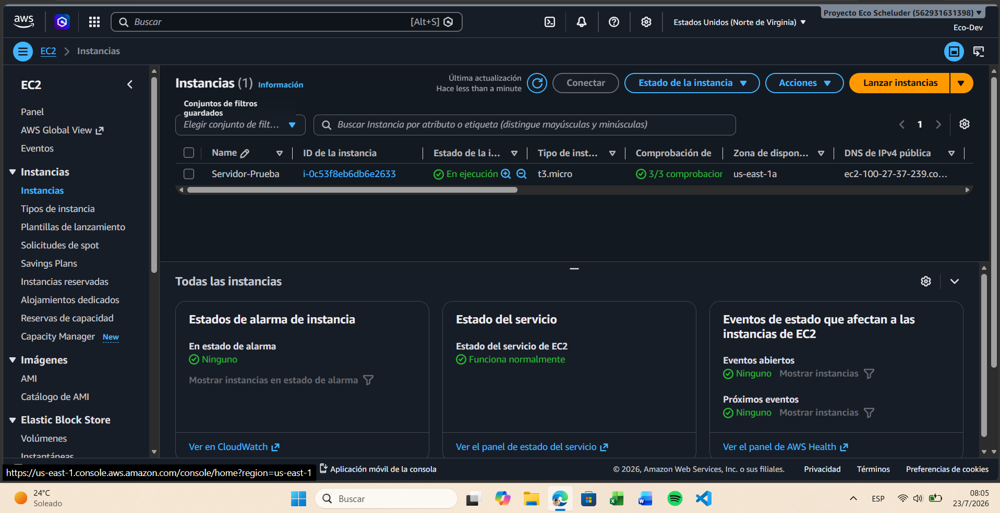 aws
Buscar
[Alt+S]
Estados Unidos (Norte de Virginia)
Proyecto Eco Scheluder (562931631398)
Eco-Dev
EC2
Instancias
EC2
Panel
AWS Global View
Eventos
Instancias
Instancias
Tipos de instancia
Plantillas de lanzamiento
Solicitudes de spot
Savings Plans
Instancias reservadas
Alojamientos dedicados
Reservas de capacidad
Capacity Manager New
Imágenes
AMI
Catálogo de AMI
Elastic Block Store
Volúmenes
Instantáneas
Instancias (1) Información
Última actualización
Hace less than a minute
Conectar
Estado de la instancia
Acciones
Lanzar instancias
Conjuntos de filtros
guardados
Elegir conjunto de filt...
Buscar Instancia por atributo o etiqueta (distingue mayúsculas y minúsculas)
1
Name
ID de la instancia
Estado de la i...
Tipo de inst...
Comprobación de
Zona de dispon...
DNS de IPv4 pública
Servidor-Prueba
i-0c53f8eb6db6e2633
En ejecución
t3.micro
3/3 comprobacior
us-east-1a
ec2-100-27-37-239.co...
Todas las instancias
Estados de alarma de instancia
En estado de alarma
Ninguno
Mostrar instancias en estado de alarma
Ver en CloudWatch
Estado del servicio
Estado del servicio de EC2
Funciona normalmente
Ver el panel de estado del servicio
Eventos de estado que afectan a las
instancias de EC2
Eventos abiertos
Ninguno Mostrar instancias
Próximos eventos
Ninguno Mostrar instancias
Ver el panel de AWS Health
https://us-east-1.console.aws.amazon.com/console/home?region=us-east-1
Aplicación móvil de la consola
© 2026, Amazon Web Services, Inc. o sus filiales.
Privacidad
Términos
Preferencias de cookies
24°C
Soleado
Buscar
ESP
08:05
23/7/2026